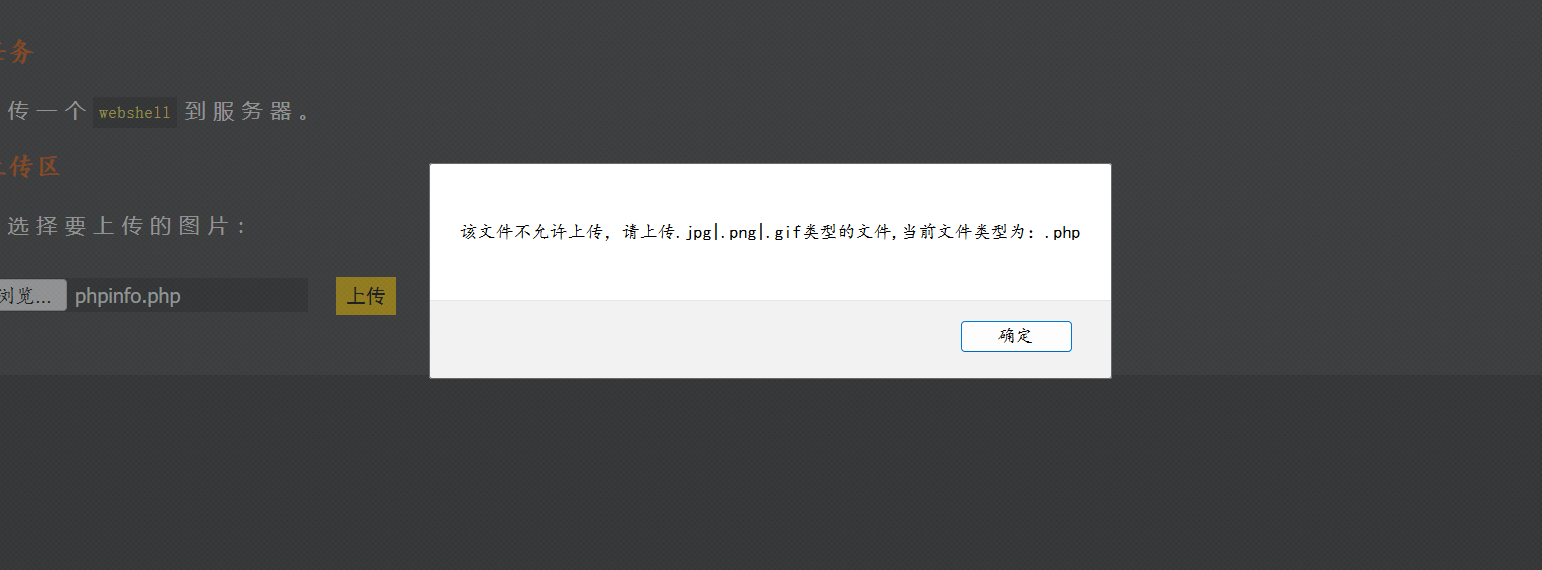 任务
传一个 webshell 到服务器。
上传区
选择要上传的图片：
浏览... phpinfo.php 上传
该文件不允许上传，请上传.jpg|.png|.gif类型的文件,当前文件类型为：.php
确定